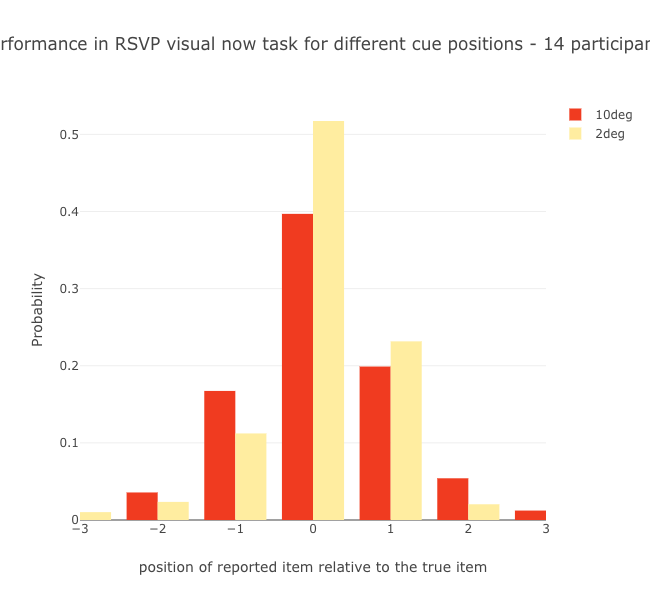 rformance in RSVP visual now task for different cue positions - 14 participar
10deg
2deg
0.5
0.4
0.3
0.2
0.1
0
Probability
−3 −2 −1 0 1 2 3
position of reported item relative to the true item